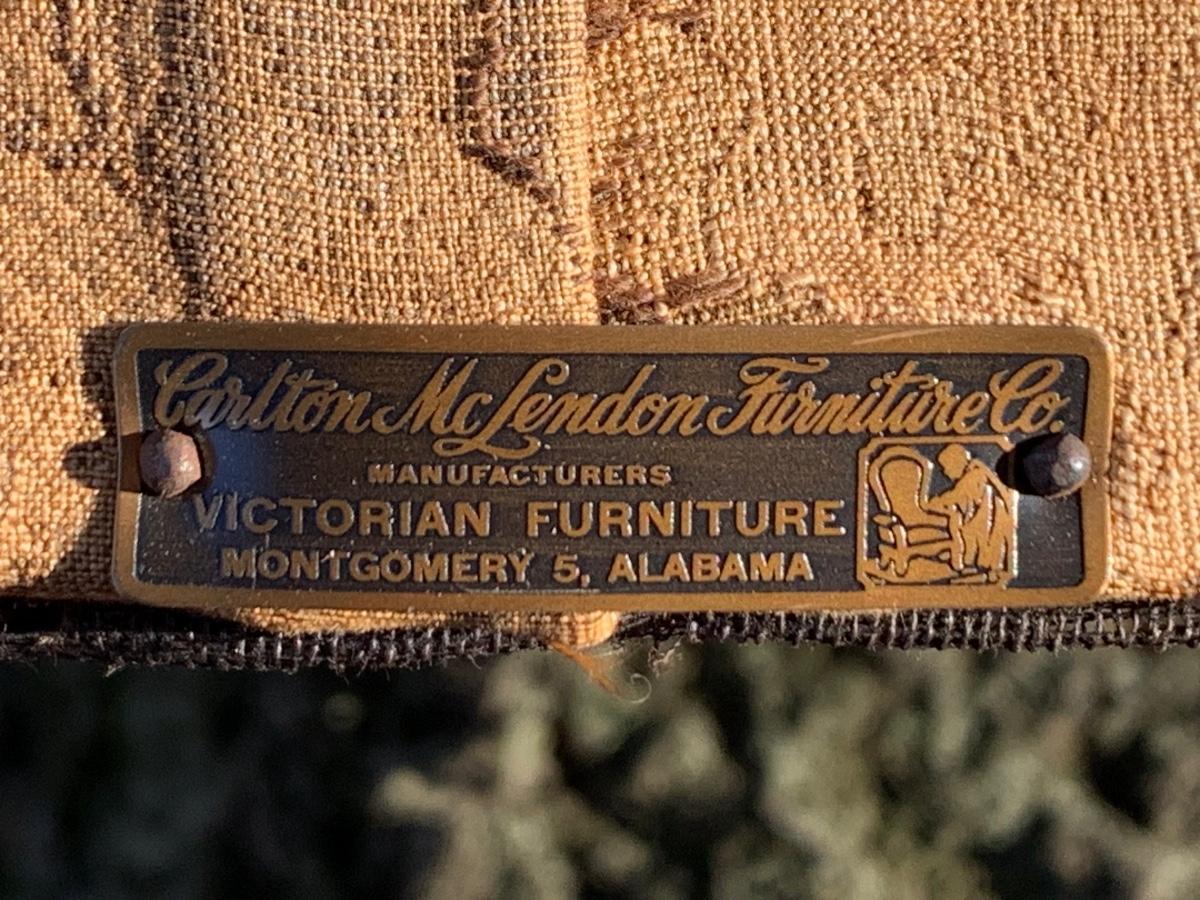 Carlton McLendon Furniture Co.
MANUFACTURERS
VICTORIAN FURNITURE
MONTGOMERY 5, ALABAMA